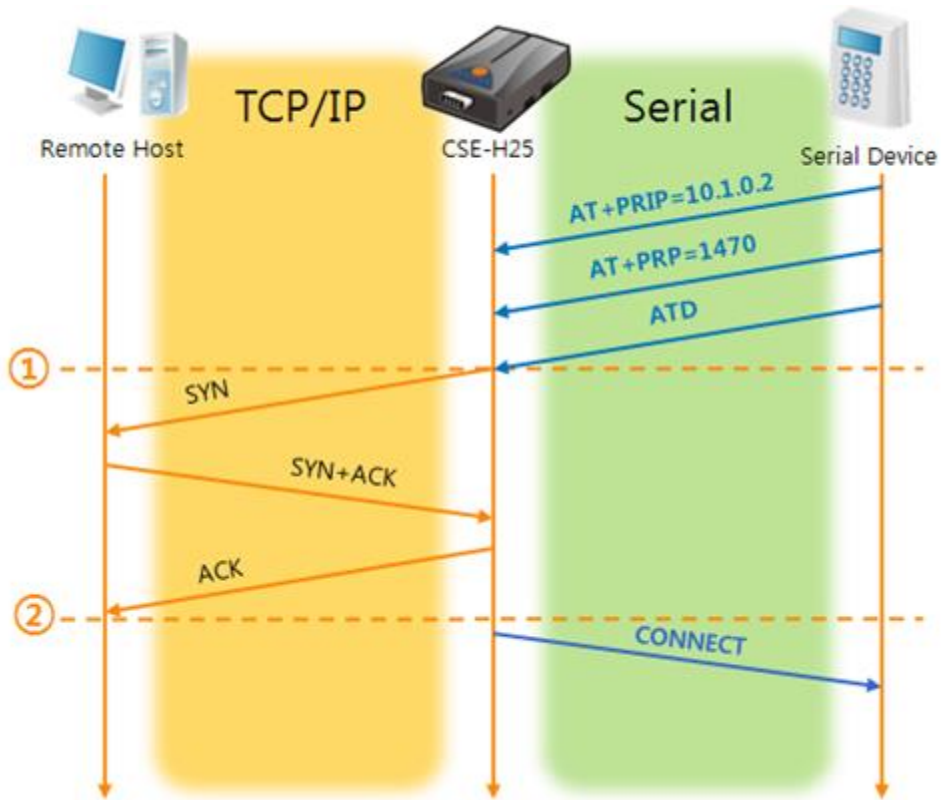 TCP/IP
Serial
Remote Host
CSE-H25
Serial Device
AT+PRIP=10.1.0.2
AT+PRP=1470
ATD
①
SYN
SYN+ACK
ACK
②
CONNECT